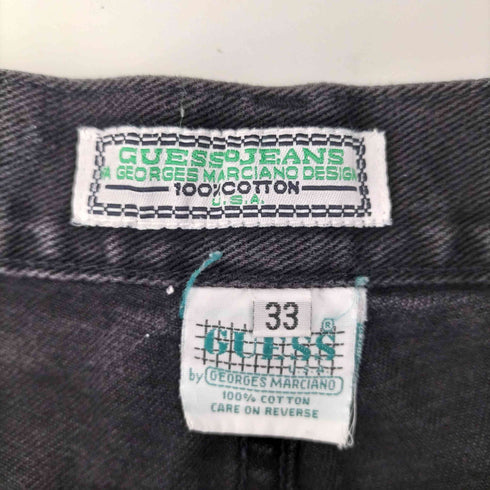 GUESS JEANS
A GEORGES MARCIANO DESIGN
100% COTTON
U.S.A.
33
GUESS®
by GEORGES MARCIANO
100% COTTON
CARE ON REVERSE